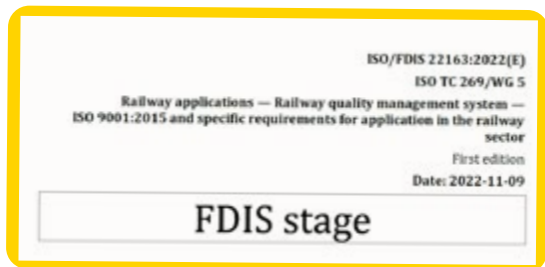 ISO/FDIS 22163:2022(E)
ISO TC 269/WG 5
Railway applications — Railway quality management system —
ISO 9001:2015 and specific requirements for application in the railway
sector
First edition
Date: 2022-11-09
FDIS stage